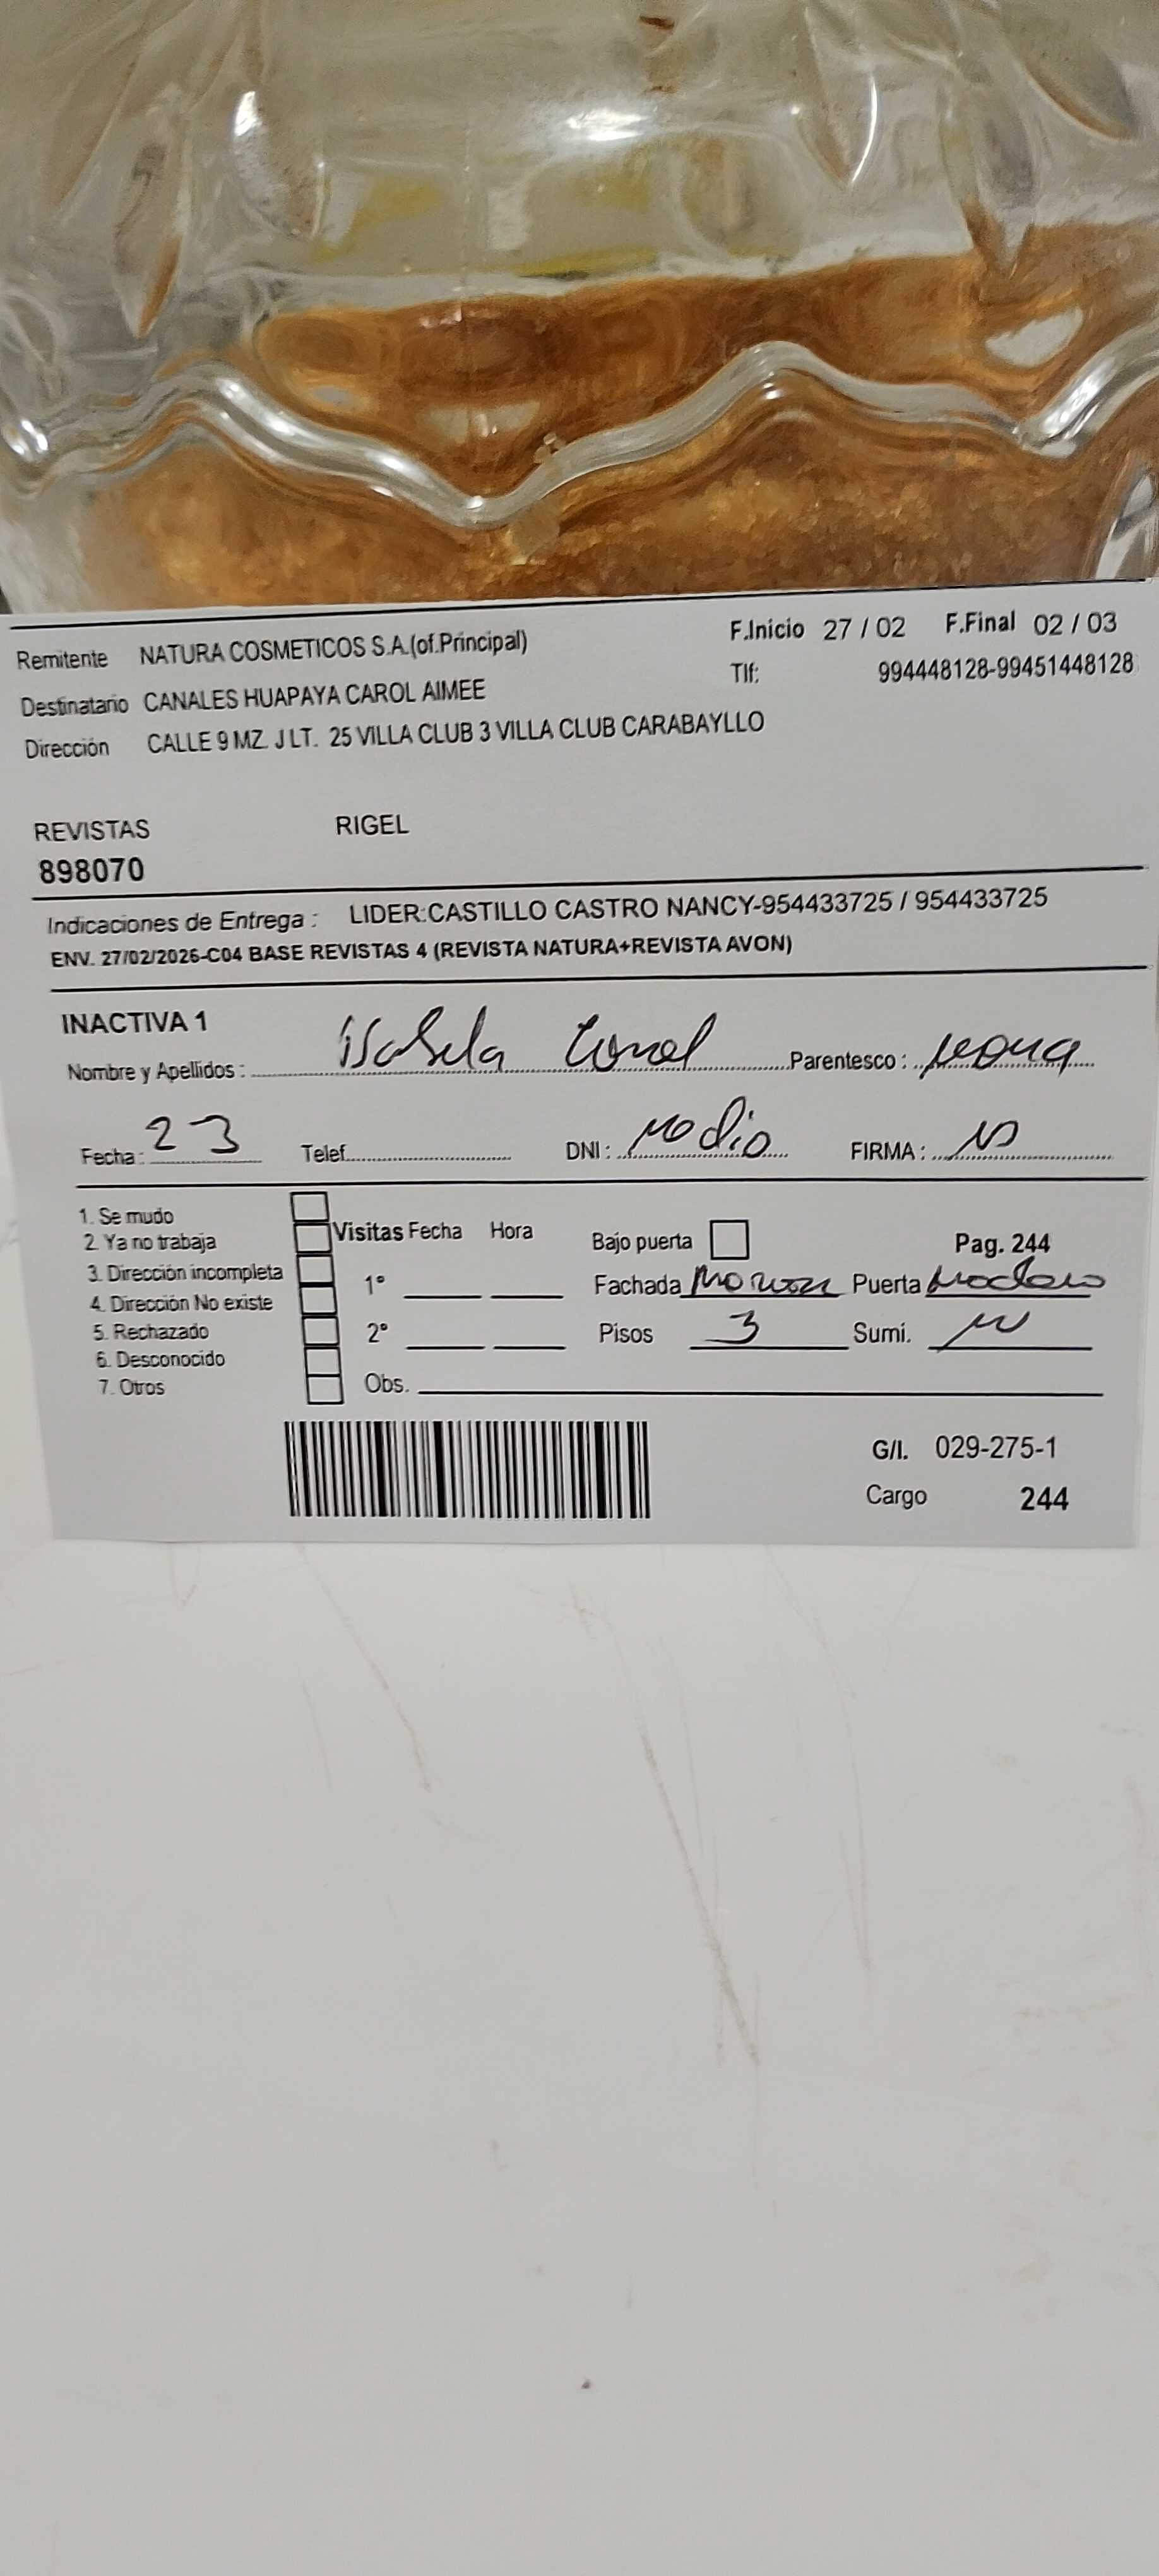 Remitente NATURA COSMETICOS S.A.(of.Principal) F.Inicio 27 / 02 F.Final 02 / 03
Destinatario CANALES HUAPAYA CAROL AIMEE Tlf: 994448128-99451448128
Dirección CALLE 9 MZ. J LT. 25 VILLA CLUB 3 VILLA CLUB CARABAYLLO
REVISTAS RIGEL
898070
Indicaciones de Entrega : LIDER:CASTILLO CASTRO NANCY-954433725 / 954433725
ENV. 27/02/2026-C04 BASE REVISTAS 4 (REVISTA NATURA+REVISTA AVON)
INACTIVA 1
Nombre y Apellidos : Isabela Parentesco :
Fecha: 2 3 Telef. DNI : No dio FIRMA :
1. Se mudo
2. Ya no trabaja Visitas Fecha Hora Bajo puerta Pag. 244
3. Dirección incompleta 1° Fachada Puerta
4. Dirección No existe
5. Rechazado 2° Pisos 3 Sumi.
6. Desconocido
7. Otros Obs.
G/I. 029-275-1
Cargo 244